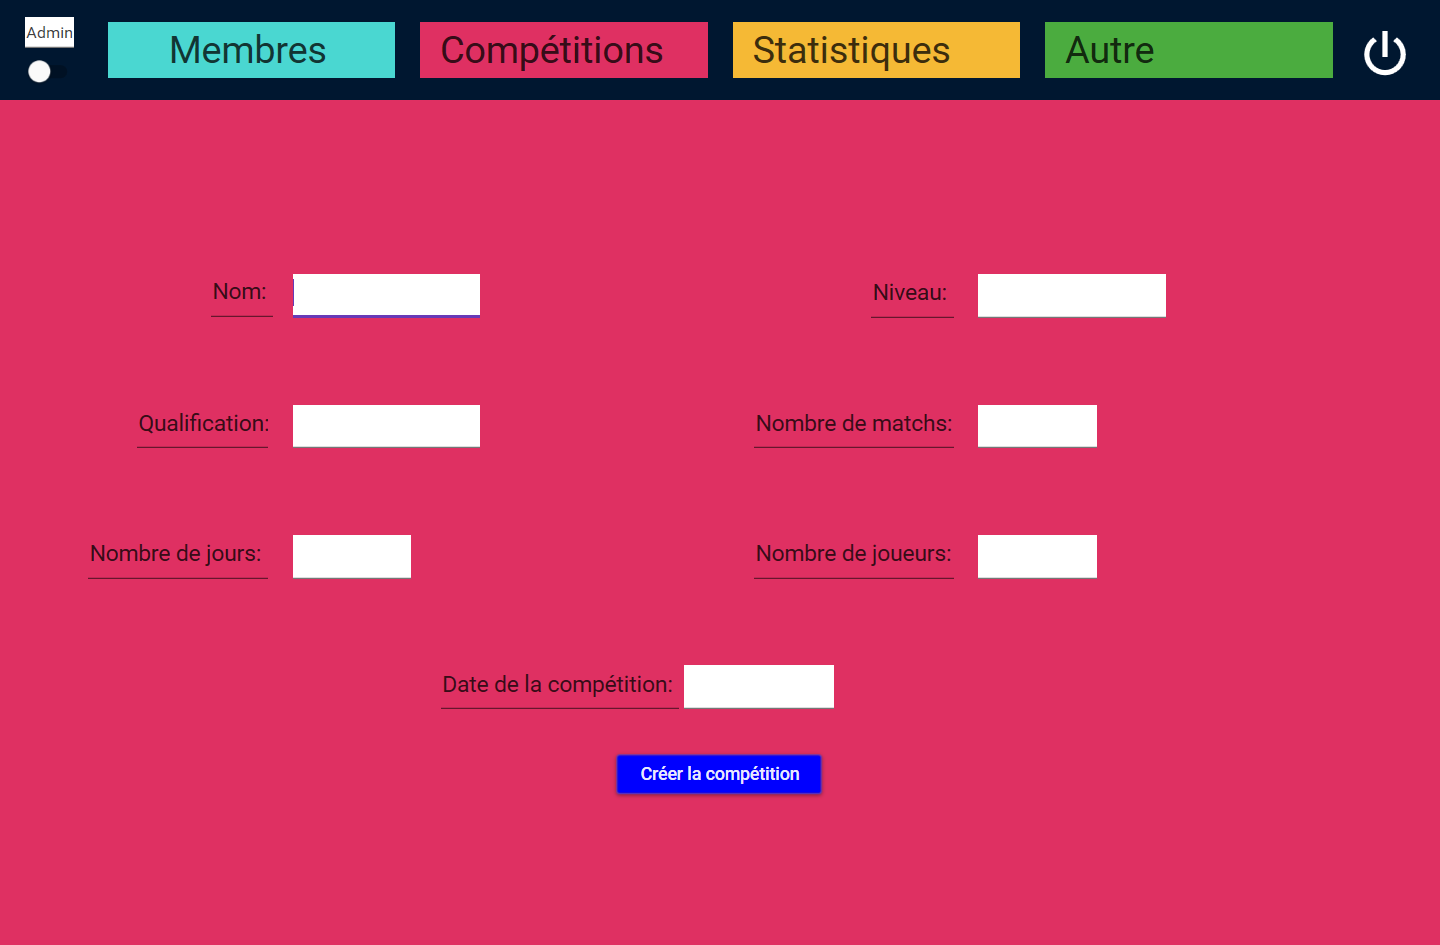 Admin
Membres
Compétitions
Statistiques
Autre
Nom:
Niveau:
Qualification:
Nombre de matchs:
Nombre de jours:
Nombre de joueurs:
Date de la compétition:
Créer la compétition